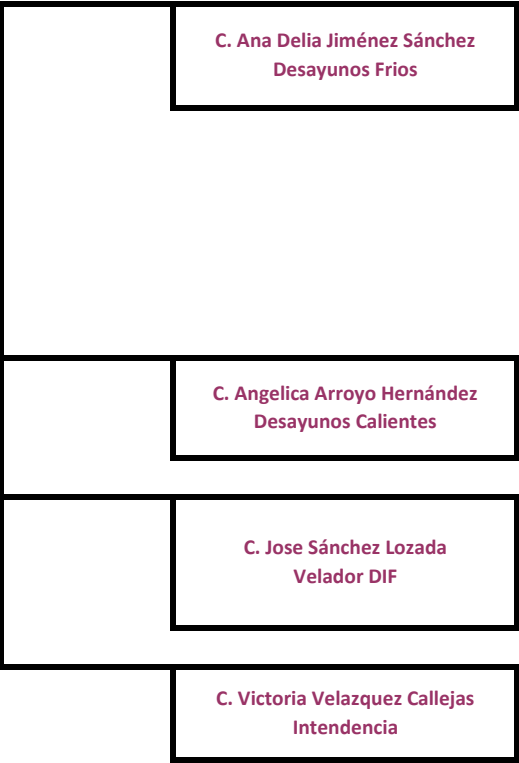 C. Ana Delia Jiménez Sánchez
Desayunos Frios
C. Angelica Arroyo Hernández
Desayunos Calientes
C. Jose Sánchez Lozada
Velador DIF
C. Victoria Velazquez Callejas
Intendencia